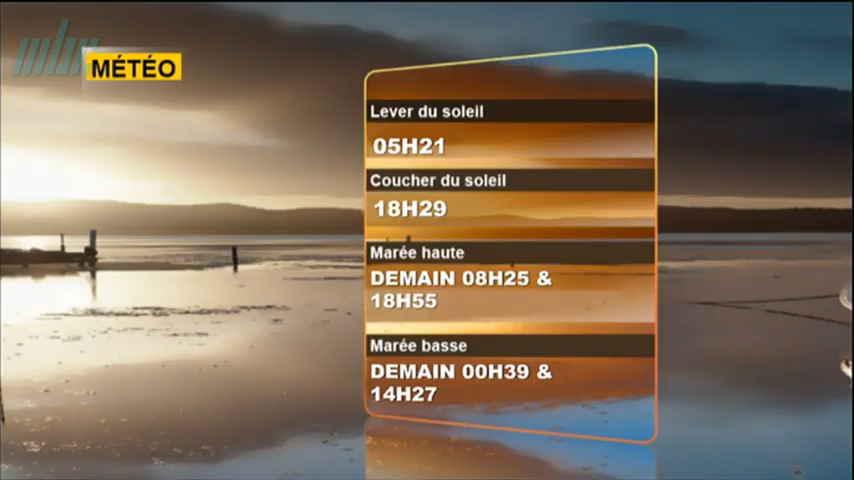 mbc
MÉTÉO
Lever du soleil
05H21
Coucher du soleil
18H29
Marée haute
DEMAIN 08H25 &
18H55
Marée basse
DEMAIN 00H39 &
14H27